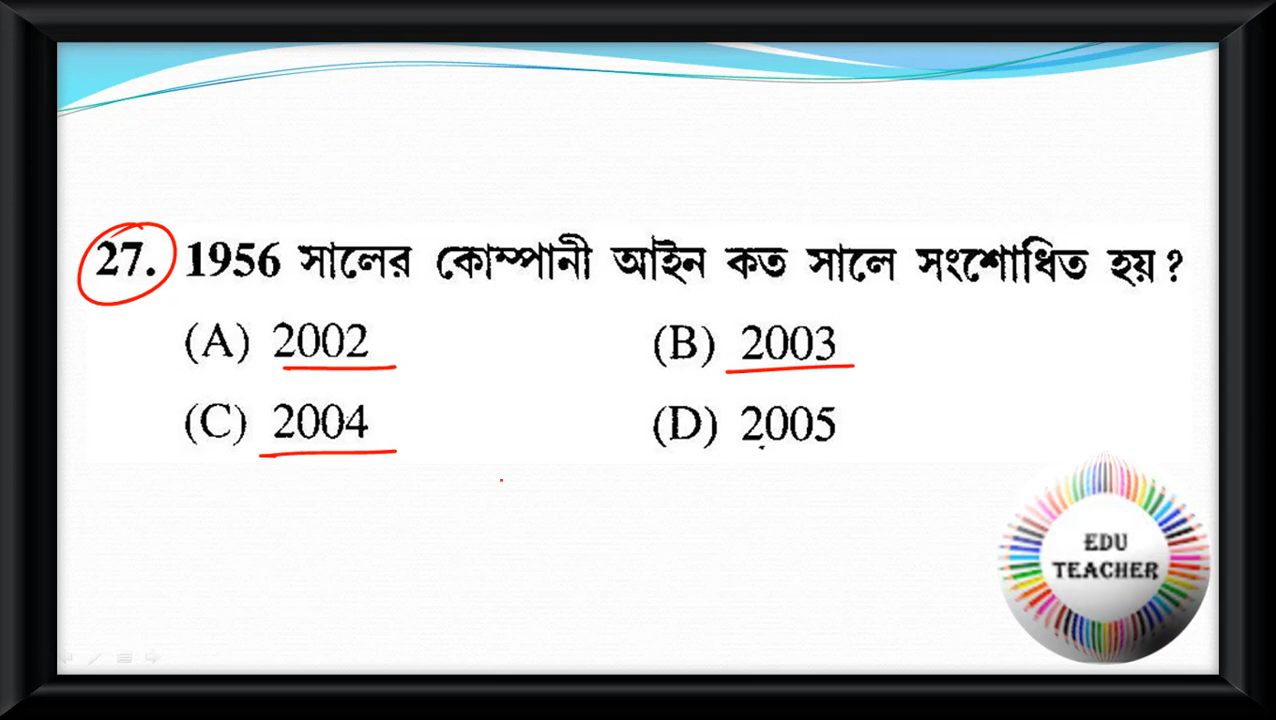 27. 1956 সালের কোম্পানী আইন কত সালে সংশোধিত হয় ?
(A) 2002 (B) 2003
(C) 2004 (D) 2005
EDU
TEACHER